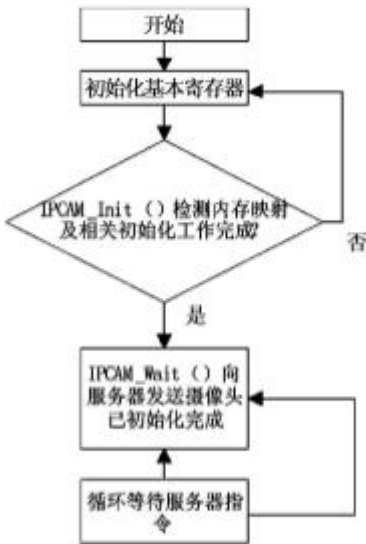 开始
初始化基本寄存器
IPCAM_Init （）检测内存映射
及相关初始化工作完成?
否
是
IPCAM_Wait （）向
服务器发送摄像头
已初始化完成
循环等待服务器指
令